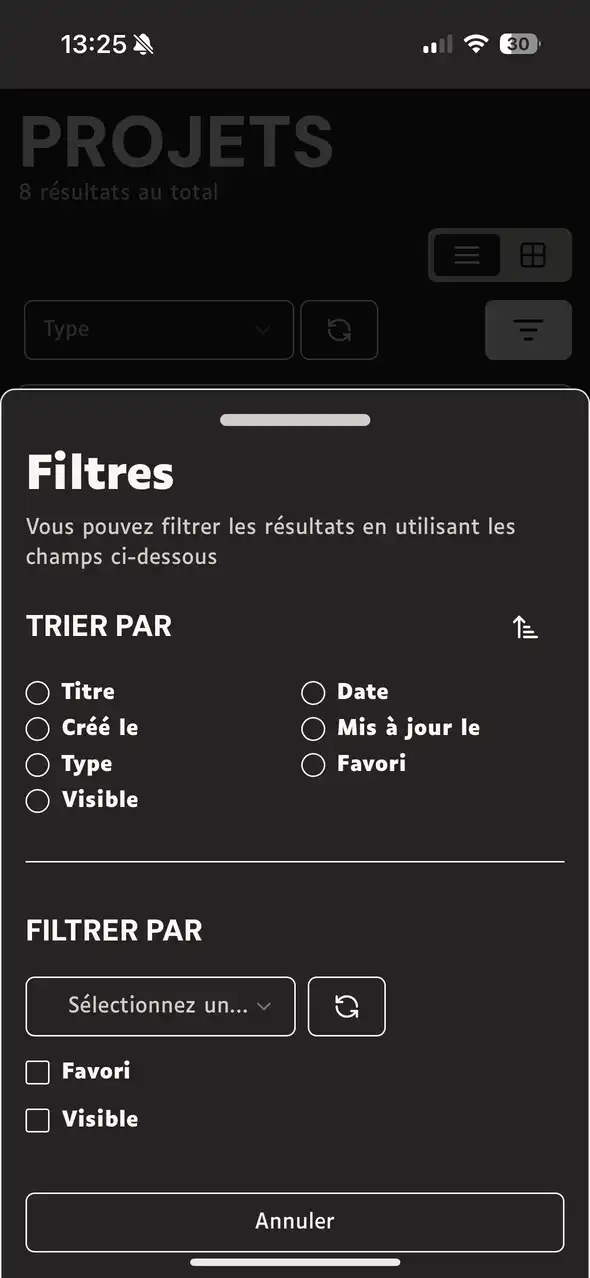 13:25
30
PROJETS
8 résultats au total
Type
Filtres
Vous pouvez filtrer les résultats en utilisant les
champs ci-dessous
TRIER PAR
Titre
Date
Créé le
Mis à jour le
Type
Favori
Visible
FILTRER PAR
Sélectionnez un...
Favori
Visible
Annuler